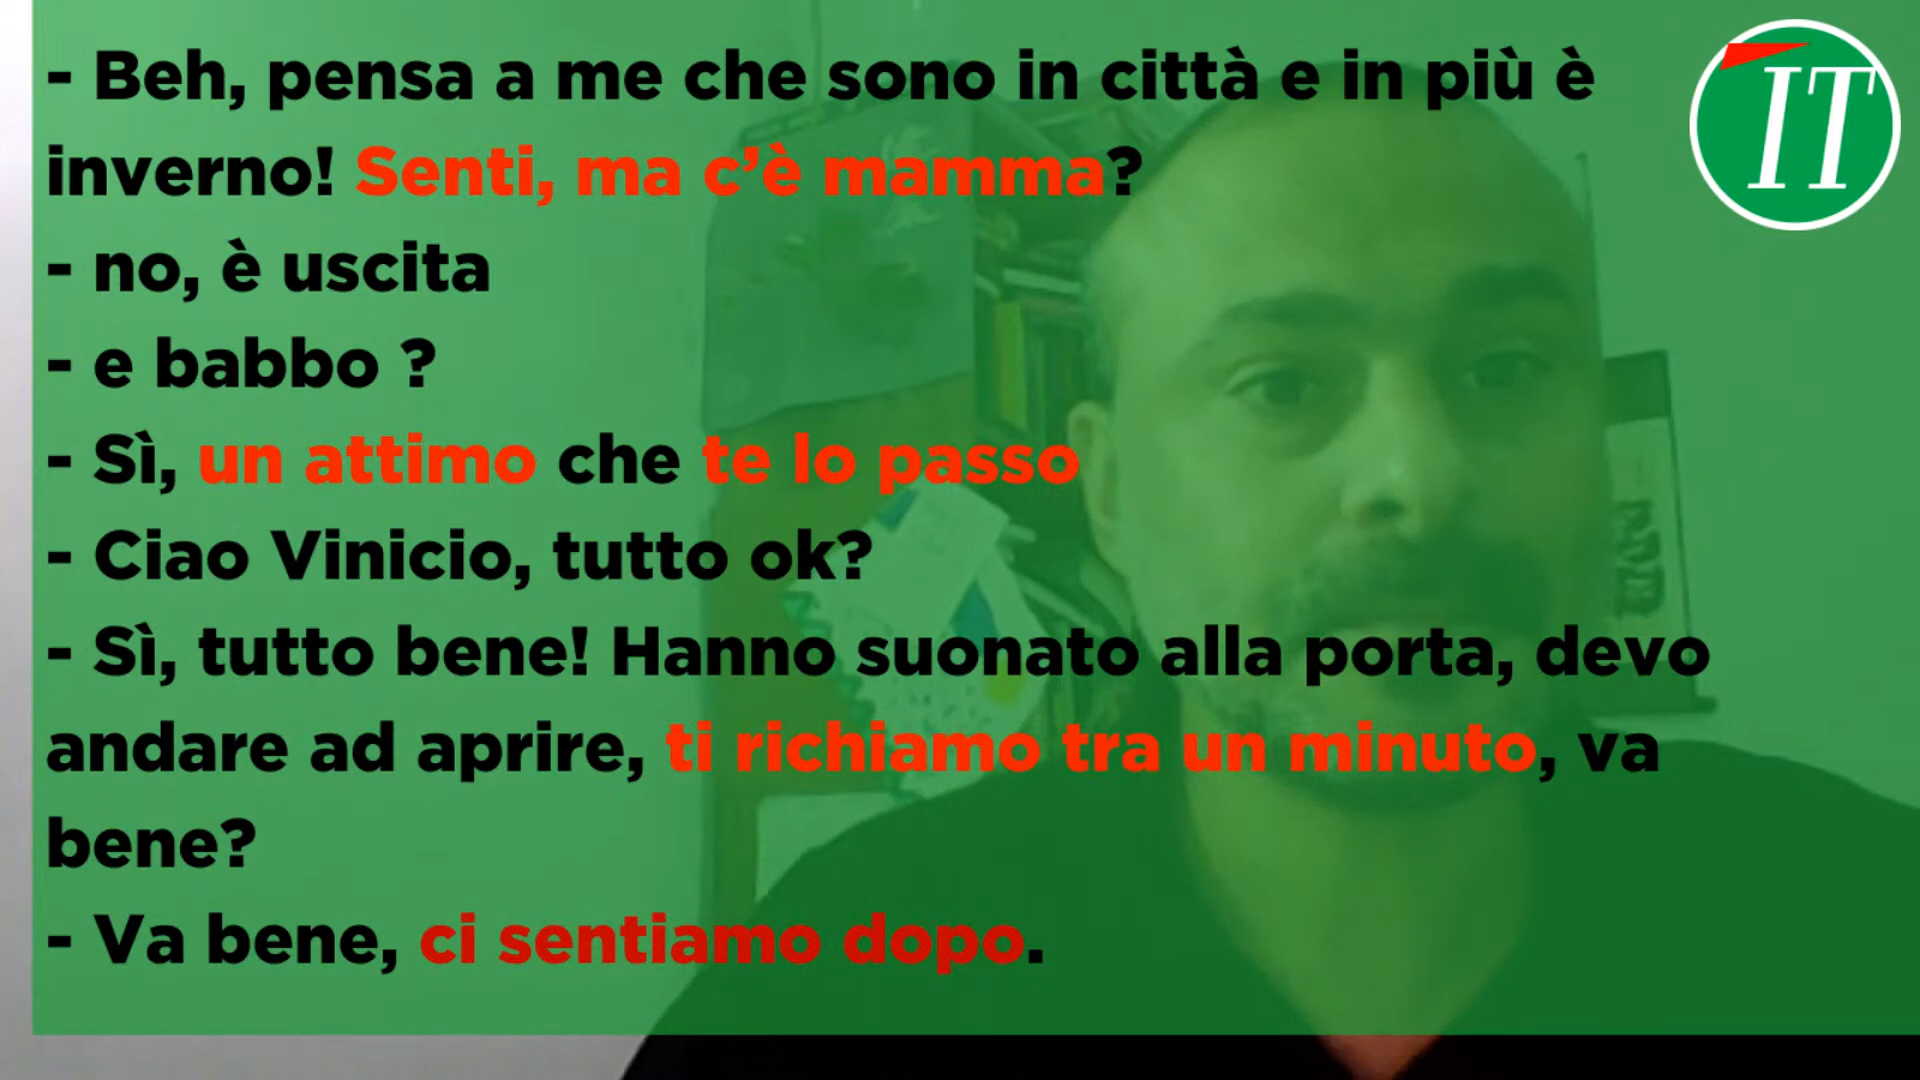 - Beh, pensa a me che sono in città e in più è
inverno! Senti, ma c'è mamma?
- no, è uscita
- e babbo ?
- Sì, un attimo che te lo passo
- Ciao Vinicio, tutto ok?
- Sì, tutto bene! Hanno suonato alla porta, devo
andare ad aprire, ti richiamo tra un minuto, va
bene?
- Va bene, ci sentiamo dopo.
IT